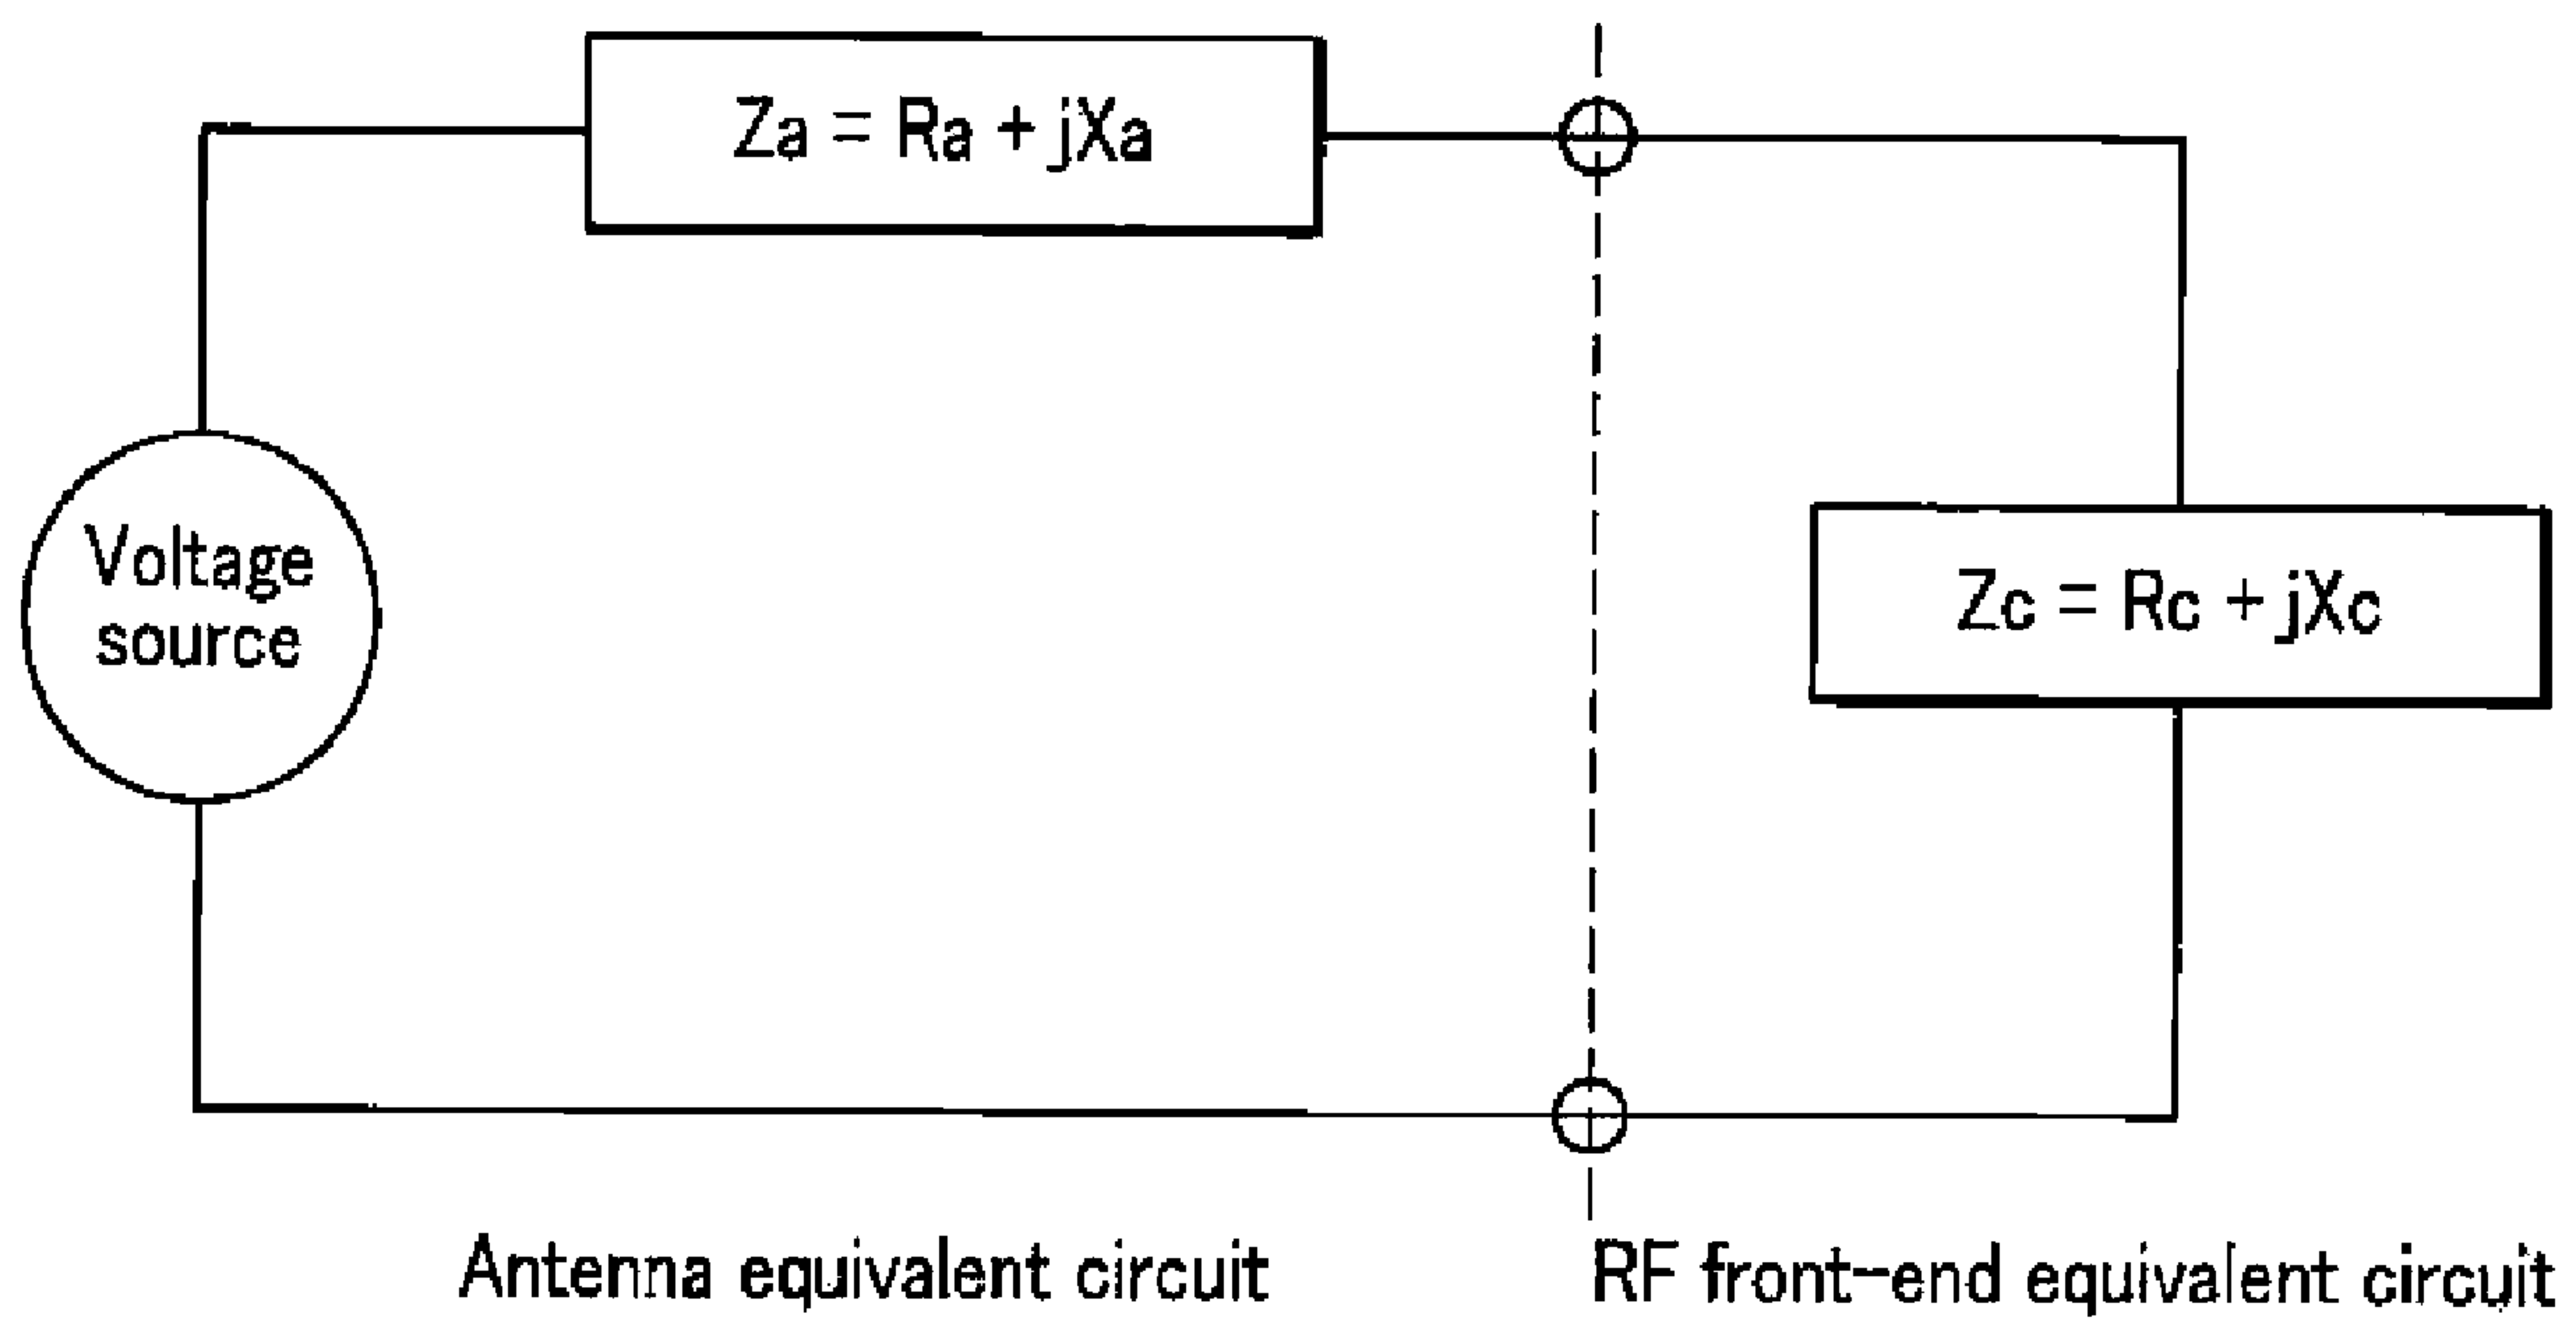 Za = Ra + jXa
Voltage
source
Zc = Rc + jXc
Antenna equivalent circuit
RF front-end equivalent circuit